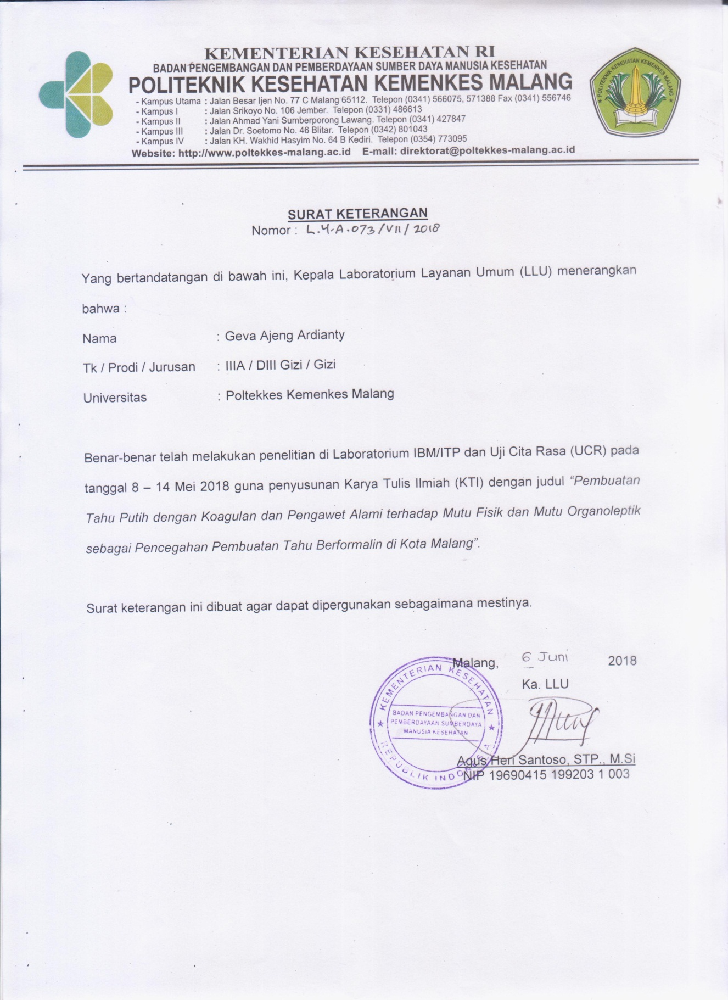 KEMENTERIAN KESEHATAN RI
BADAN PENGEMBANGAN DAN PEMBERDAYAAN SUMBER DAYA MANUSIA KESEHATAN
POLITEKNIK KESEHATAN KEMENKES MALANG
- Kampus Utama : Jalan Besar Ijen No. 77 C Malang 65112. Telepon (0341) 566075, 571388 Fax (0341) 556746
- Kampus I : Jalan Srikoyo No. 106 Jember. Telepon (0331) 486613
- Kampus II : Jalan Ahmad Yani Sumberporong Lawang. Telepon (0341) 427847
- Kampus III : Jalan Dr. Soetomo No. 46 Blitar. Telepon (0342) 801043
- Kampus IV : Jalan KH. Wakhid Hasyim No. 64 B Kediri. Telepon (0354) 773095
Website: http://www.poltekkes-malang.ac.id E-mail: direktorat@poltekkes-malang.ac.id
POLITEKNIK KESEHATAN KEMENKES MALANG
SURAT KETERANGAN
Nomor : L.4.A.073/VII/2018
Yang bertandatangan di bawah ini, Kepala Laboratorium Layanan Umum (LLU) menerangkan
bahwa :
Nama : Geva Ajeng Ardianty
Tk / Prodi / Jurusan : IIIA / DIII Gizi / Gizi
Universitas : Poltekkes Kemenkes Malang
Benar-benar telah melakukan penelitian di Laboratorium IBM/ITP dan Uji Cita Rasa (UCR) pada
tanggal 8 – 14 Mei 2018 guna penyusunan Karya Tulis Ilmiah (KTI) dengan judul “Pembuatan
Tahu Putih dengan Koagulan dan Pengawet Alami terhadap Mutu Fisik dan Mutu Organoleptik
sebagai Pencegahan Pembuatan Tahu Berformalin di Kota Malang”.
Surat keterangan ini dibuat agar dapat dipergunakan sebagaimana mestinya.
Malang, 6 Juni 2018
Ka. LLU
KEMENTERIAN KESEHATAN
BADAN PENGEMBANGAN DAN
PEMBERDAYAAN SUMBERDAYA
MANUSIA KESEHATAN
REPUBLIK INDONESIA
Agus Heri Santoso, STP., M.Si
NIP 19690415 199203 1 003